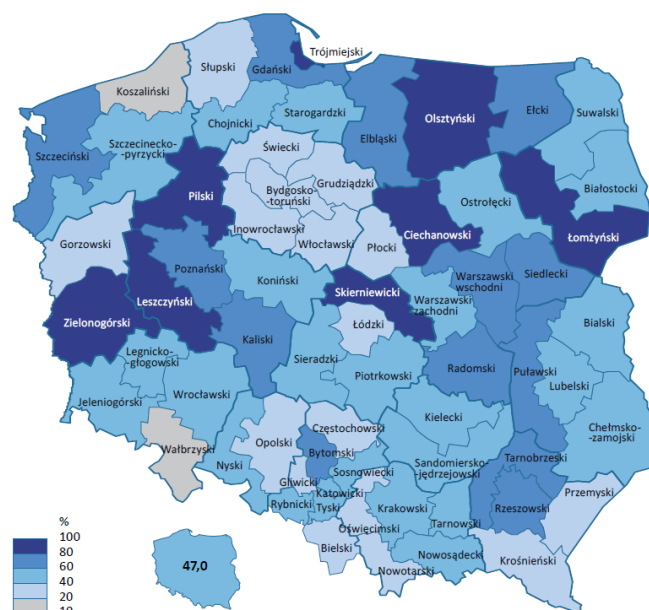 Trójmiejski
Słupski
Gdański
Koszaliński
Olsztyński
Ełcki
Suwalski
Starogardzki
Chojnicki
Elbląski
Szczecinecko-
-pyrzycki
Szczeciński
Świecki
Białostocki
Pilski
Grudziądzki
Bydgosko-
-toruński
Ostrołęcki
Inowrocławski
Ciechanowski
Łomżyński
Gorzowski
Włocławski
Płocki
Poznański
Warszawski
wschodni
Siedlecki
Koniński
Leszczyński
Skierniewicki
Warszawski
zachodni
Zielonogórski
Łódzki
Bialski
Kaliski
Legnicko-
-głogowski
Sieradzki
Radomski
Puławski
Piotrkowski
Lubelski
Wrocławski
Jeleniogórski
Kielecki
Chełmsko-
-zamojski
Częstochowski
Opolski
Wałbrzyski
Bytomski
Tarnobrzeski
Nyski
Sandomiersko-
-jędrzejowski
Sosnowiecki
Gliwicki
Katowicki
Przemyski
Rybnicki
Tyski
Krakowski
Rzeszowski
Tarnowski
Oświęcimski
Bielski
Nowosądecki
Krośnieński
Nowotarski
%
100
80
60
40
20
10
47,0